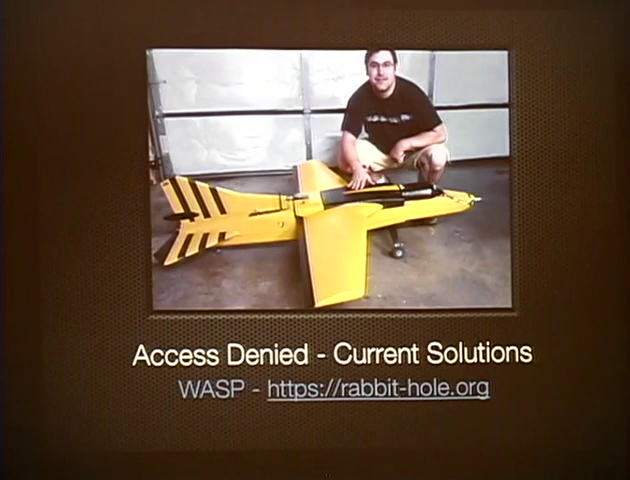 Access Denied - Current Solutions
WASP - https://rabbit-hole.org